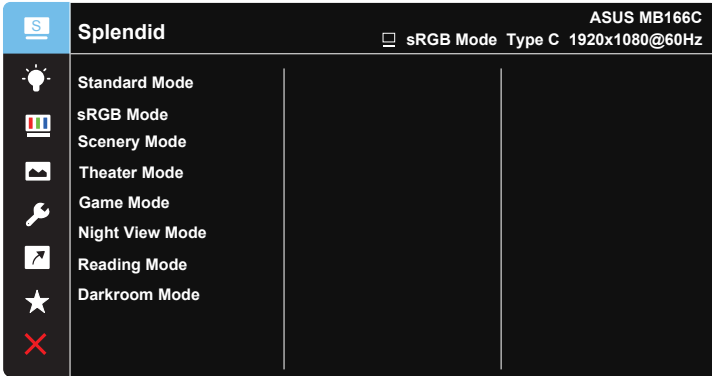 S
Splendid
ASUS MB166C
sRGB Mode Type C 1920x1080@60Hz
Standard Mode
sRGB Mode
Scenery Mode
Theater Mode
Game Mode
Night View Mode
Reading Mode
Darkroom Mode